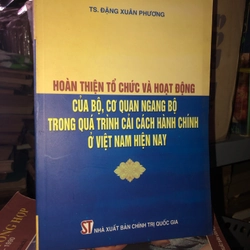 TS. ĐẶNG XUÂN PHƯƠNG
HOÀN THIỆN TỔ CHỨC VÀ HOẠT ĐỘNG
CỦA BỘ, CƠ QUAN NGANG BỘ
TRONG QUÁ TRÌNH CẢI CÁCH HÀNH CHÍNH
Ở VIỆT NAM HIỆN NAY
NHÀ XUẤT BẢN CHÍNH TRỊ QUỐC GIA